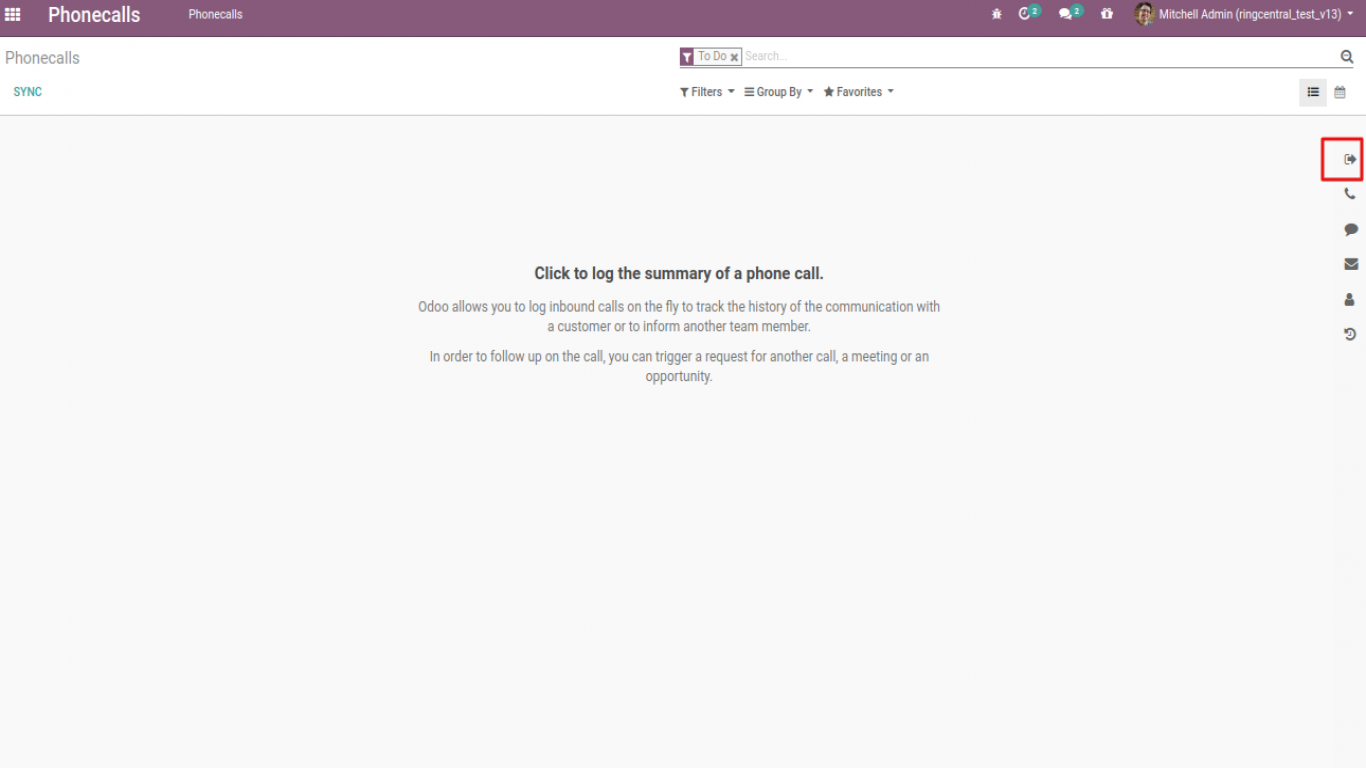 Phonecalls Phonecalls 2 2 Mitchell Admin (ringcentral_test_v13)
Phonecalls To Do Search...
SYNC Filters Group By Favorites
Click to log the summary of a phone call.
Odoo allows you to log inbound calls on the fly to track the history of the communication with
a customer or to inform another team member.
In order to follow up on the call, you can trigger a request for another call, a meeting or an
opportunity.